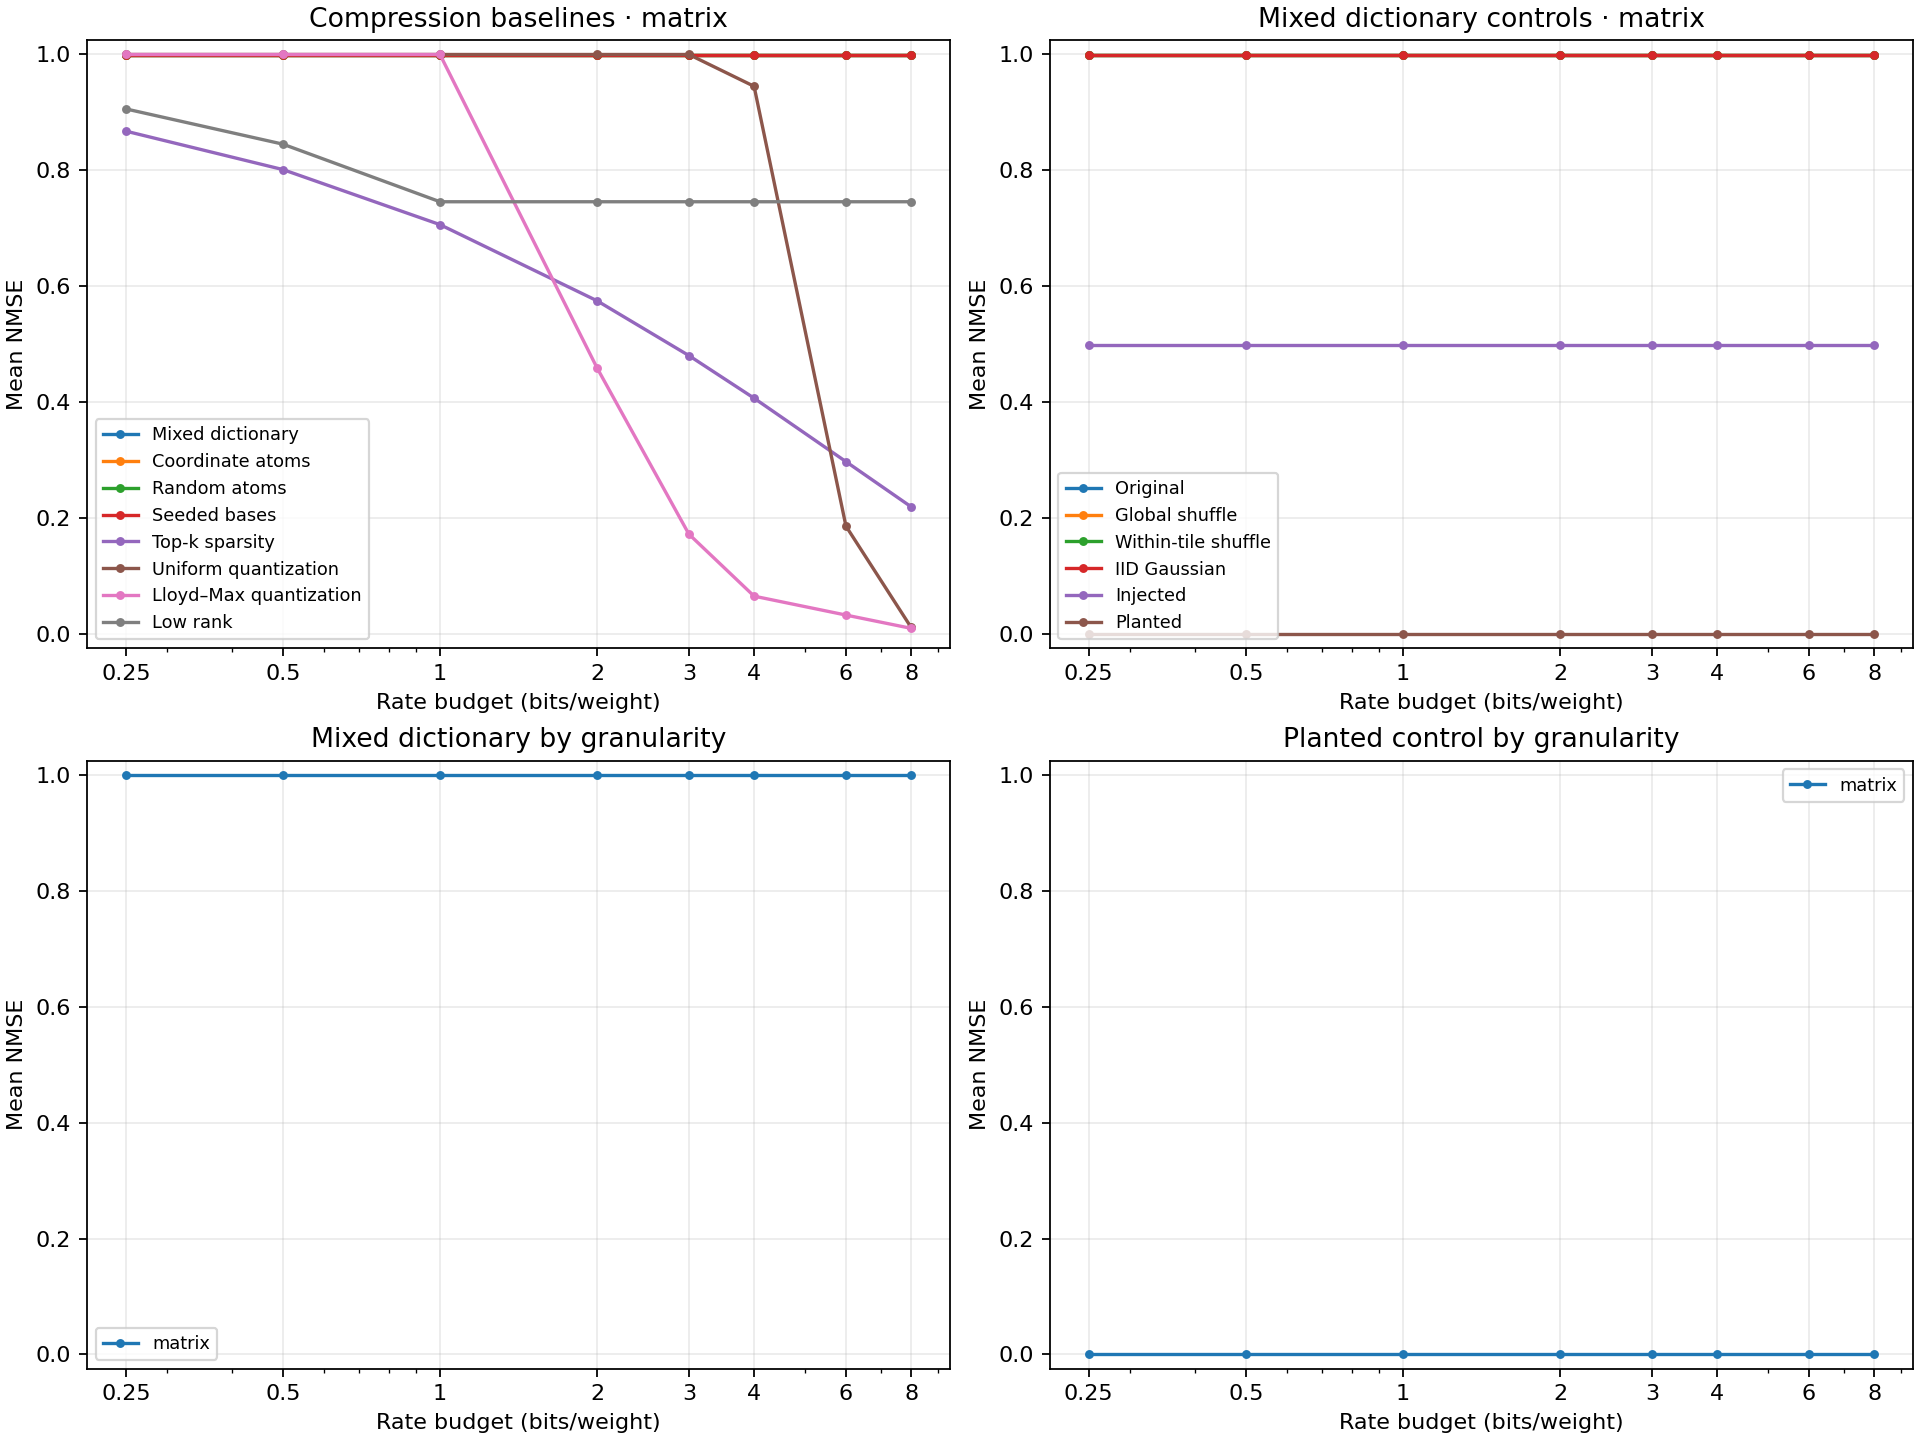 Compression baselines · matrix
Mean NMSE
1.0
0.8
0.6
0.4
0.2
0.0
Mixed dictionary
Coordinate atoms
Random atoms
Seeded bases
Top-k sparsity
Uniform quantization
Lloyd–Max quantization
Low rank
0.25 0.5 1 2 3 4 6 8
Rate budget (bits/weight)
Mixed dictionary controls · matrix
Mean NMSE
1.0
0.8
0.6
0.4
0.2
0.0
Original
Global shuffle
Within-tile shuffle
IID Gaussian
Injected
Planted
0.25 0.5 1 2 3 4 6 8
Rate budget (bits/weight)
Mixed dictionary by granularity
Mean NMSE
1.0
0.8
0.6
0.4
0.2
0.0
matrix
0.25 0.5 1 2 3 4 6 8
Rate budget (bits/weight)
Planted control by granularity
Mean NMSE
1.0
0.8
0.6
0.4
0.2
0.0
matrix
0.25 0.5 1 2 3 4 6 8
Rate budget (bits/weight)